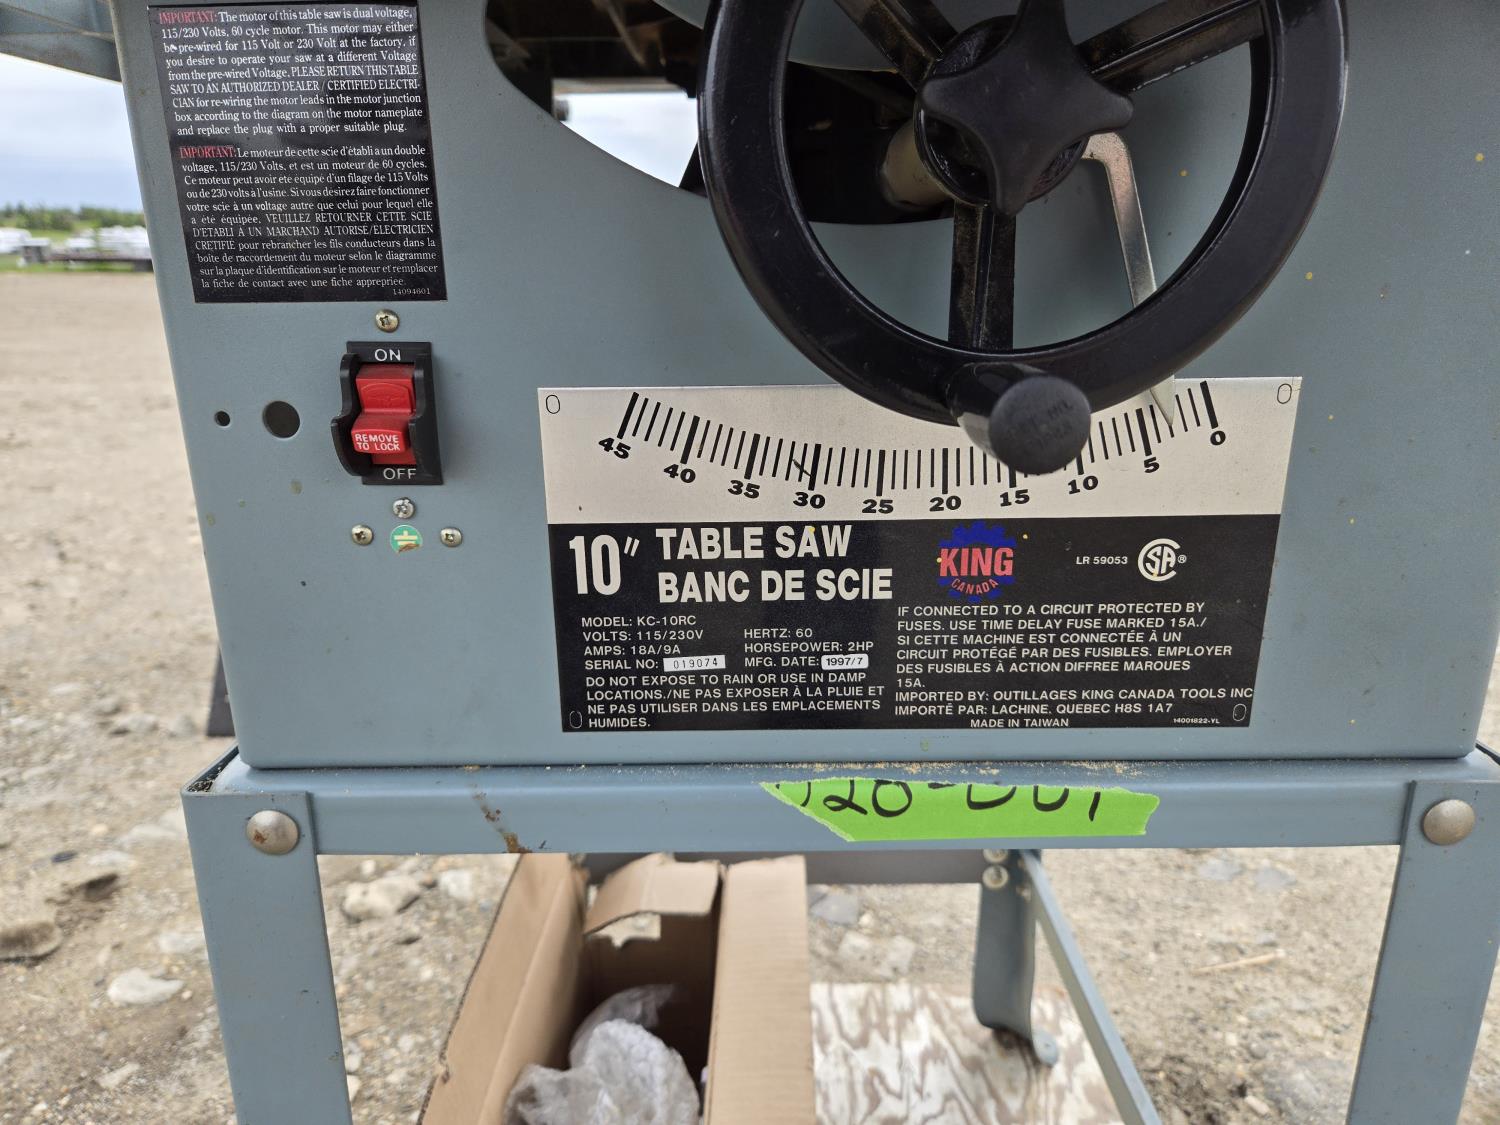 IMPORTANT: The motor of this table saw is dual voltage,
115/230 Volts, 60 cycle motor. This motor may either
be pre-wired for 115 Volt or 230 Volt at the factory, if
you desire to operate your saw at a different Voltage
from the pre-wired Voltage, PLEASE RETURN THIS TABLE
SAW TO AN AUTHORIZED DEALER / CERTIFIED ELECTRI-
CIAN for re-wiring the motor leads in the motor junction
box according to the diagram on the motor nameplate
and replace the plug with a proper suitable plug.
IMPORTANT: Le moteur de cette scie d'établi a un double
voltage, 115/230 Volts, et est un moteur de 60 cycles.
Ce moteur peut avoir ete équipé d'un filage de 115 Volts
ou de 230 volts à l'usine. Si vous desirez faire fonctionner
votre scie à un voltage autre que celui pour lequel elle
a été équipée, VEUILLEZ RETOURNER CETTE SCIE
D'ETABLI À UN MARCHAND AUTORISÉ/ÉLECTRICIEN
CRETIFIÉ pour rebrancher les fils conducteurs dans la
boite de raccordement du moteur selon le diagramme
sur la plaque d'identification sur le moteur et remplacer
la fiche de contact avec une fiche appropriee.
14094601
ON
REMOVE
TO LOCK
OFF
45 40 35 30 25 20 15 10 5 0
10" TABLE SAW
BANC DE SCIE
KING
CANADA
LR 59053 SA®
MODEL: KC-10RC
VOLTS: 115/230V HERTZ: 60
AMPS: 18A/9A HORSEPOWER: 2HP
SERIAL NO: 019074 MFG. DATE: 1997/7
DO NOT EXPOSE TO RAIN OR USE IN DAMP
LOCATIONS./NE PAS EXPOSER À LA PLUIE ET
NE PAS UTILISER DANS LES EMPLACEMENTS
HUMIDES.
IF CONNECTED TO A CIRCUIT PROTECTED BY
FUSES. USE TIME DELAY FUSE MARKED 15A./
SI CETTE MACHINE EST CONNECTÉE À UN
CIRCUIT PROTÉGÉ PAR DES FUSIBLES. EMPLOYER
DES FUSIBLES À ACTION DIFFREE MAROUES
15A.
IMPORTED BY: OUTILLAGES KING CANADA TOOLS INC
IMPORTÉ PAR: LACHINE, QUEBEC H8S 1A7
MADE IN TAIWAN 14001822-YL